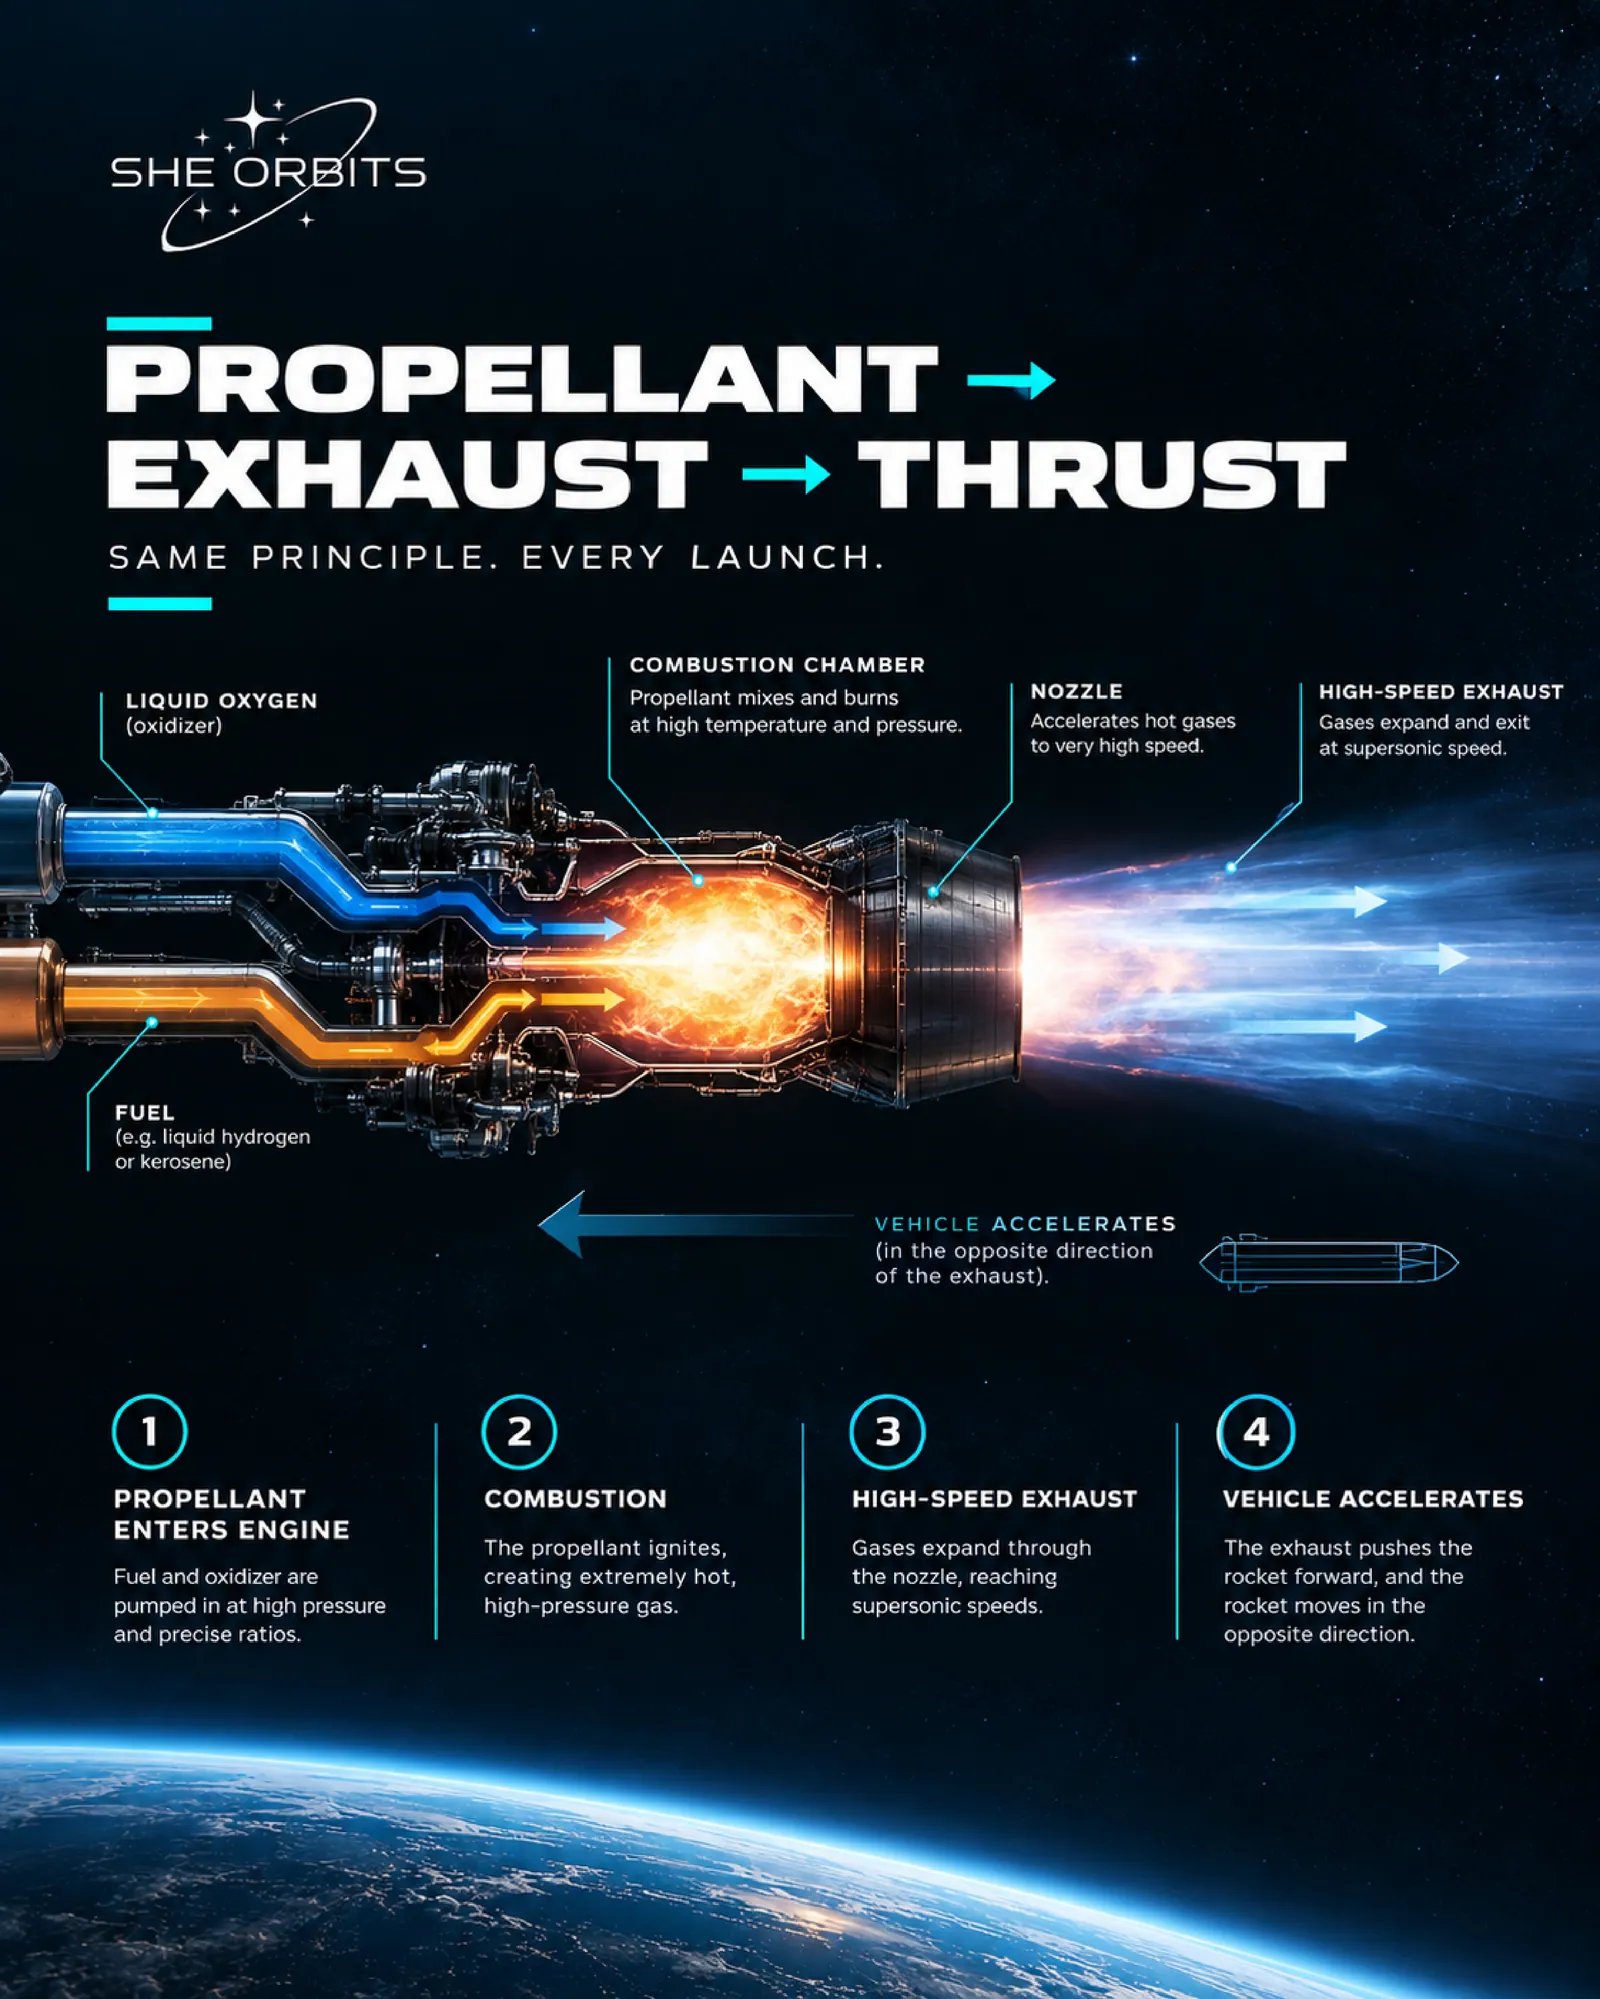 SHE ORBITS
PROPELLANT →
EXHAUST → THRUST
SAME PRINCIPLE. EVERY LAUNCH.
LIQUID OXYGEN
(oxidizer)
COMBUSTION CHAMBER
Propellant mixes and burns
at high temperature and pressure.
NOZZLE
Accelerates hot gases
to very high speed.
HIGH-SPEED EXHAUST
Gases expand and exit
at supersonic speed.
FUEL
(e.g. liquid hydrogen
or kerosene)
VEHICLE ACCELERATES
(in the opposite direction
of the exhaust).
1
PROPELLANT
ENTERS ENGINE
Fuel and oxidizer are
pumped in at high pressure
and precise ratios.
2
COMBUSTION
The propellant ignites,
creating extremely hot,
high-pressure gas.
3
HIGH-SPEED EXHAUST
Gases expand through
the nozzle, reaching
supersonic speeds.
4
VEHICLE ACCELERATES
The exhaust pushes the
rocket forward, and the
rocket moves in the
opposite direction.